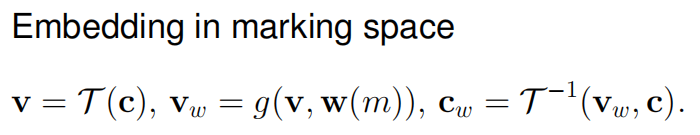 Embedding in marking space
v = 𝒯(c), v_w = g(v, w(m)), c_w = 𝒯⁻¹(v_w, c).